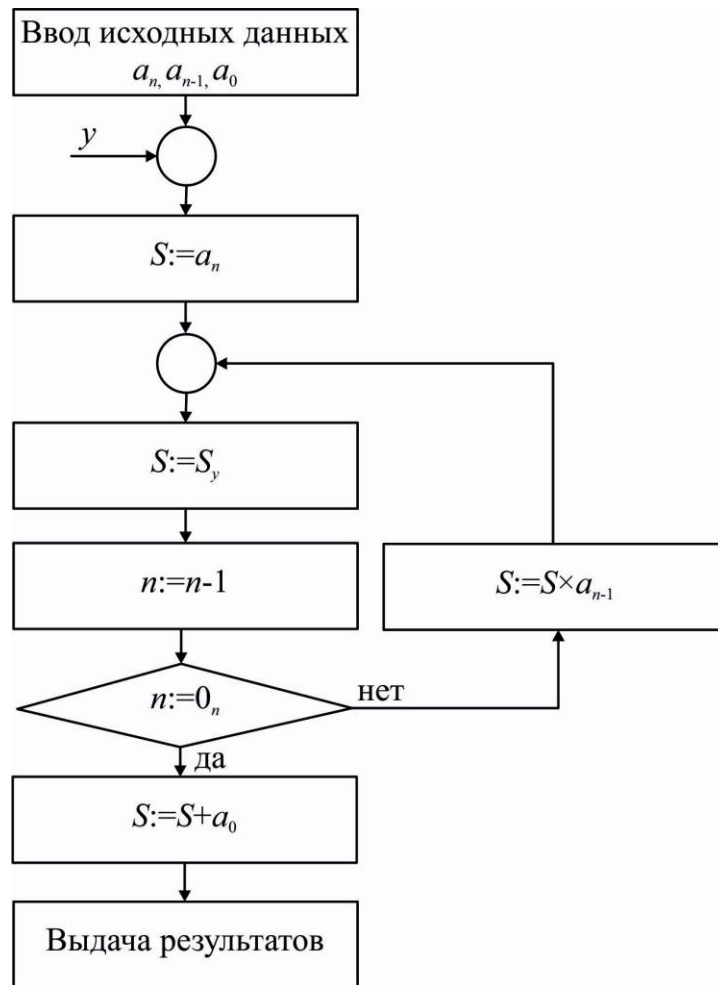 Ввод исходных данных
aₙ, aₙ₋₁, a₀
y
S:=aₙ
S:=Sᵧ
n:=n-1
S:=S×aₙ₋₁
n:=0ₙ
нет
да
S:=S+a₀
Выдача результатов